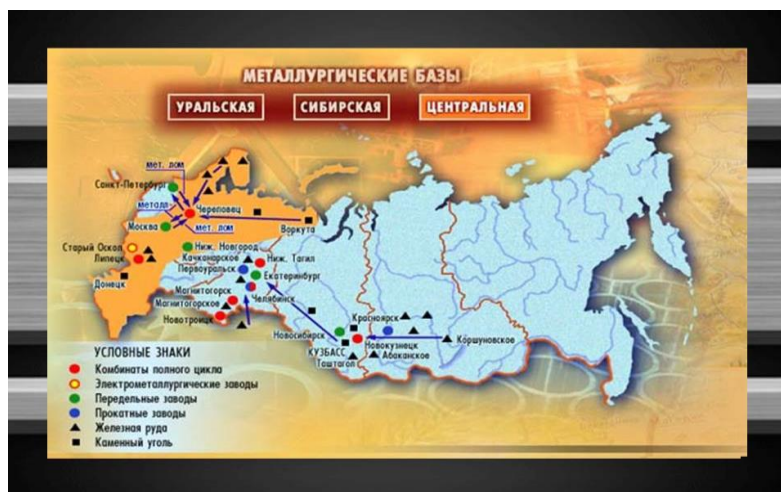 МЕТАЛЛУРГИЧЕСКИЕ БАЗЫ
УРАЛЬСКАЯ СИБИРСКАЯ ЦЕНТРАЛЬНАЯ
мет. лом
Санкт-Петербург
металл
Череповец
Москва
мет. лом
Воркута
Старый Оскол
Ниж. Новгород
Липецк
Качканарское
Ниж. Тагил
Первоуральск
Екатеринбург
Донецк
Магнитогорск
Челябинск
Магнитогорское
Новотроицк
Красноярск
Новосибирск
Новокузнецк
Коршуновское
КУЗБАСС
Абаканское
Таштагол
УСЛОВНЫЕ ЗНАКИ
Комбинаты полного цикла
Электрометаллургические заводы
Передельные заводы
Прокатные заводы
Железная руда
Каменный уголь